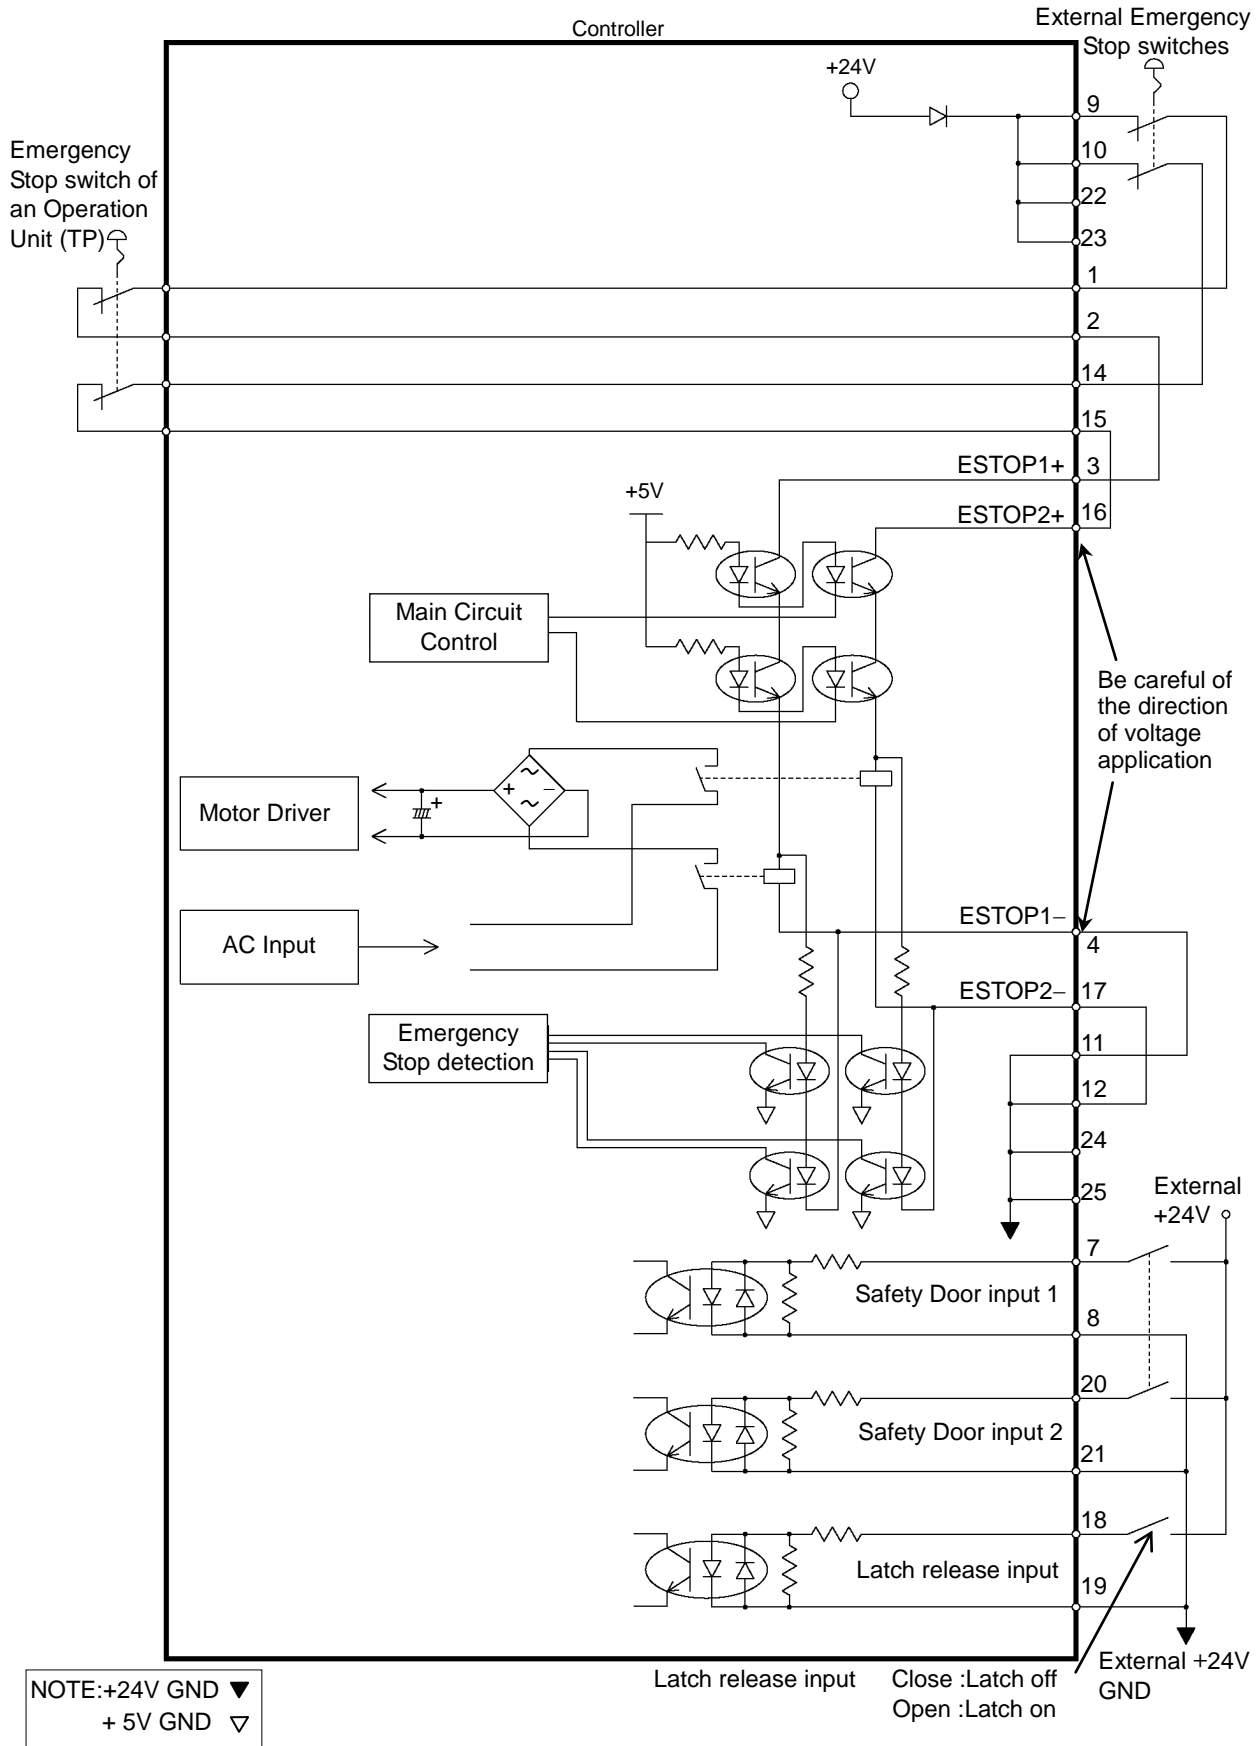 Controller
External Emergency
Stop switches
+24V
9
10
22
23
Emergency
Stop switch of
an Operation
Unit (TP)
1
2
14
15
ESTOP1+
3
+5V
ESTOP2+
16
Main Circuit
Control
Be careful of
the direction
of voltage
application
Motor Driver
+
−
+
ESTOP1−
4
AC Input
ESTOP2−
17
Emergency
Stop detection
11
12
24
25
External
+24V
7
Safety Door input 1
8
20
Safety Door input 2
21
18
Latch release input
19
External +24V
GND
Latch release input
Close :Latch off
Open :Latch on
NOTE:+24V GND ▼
+ 5V GND ▽